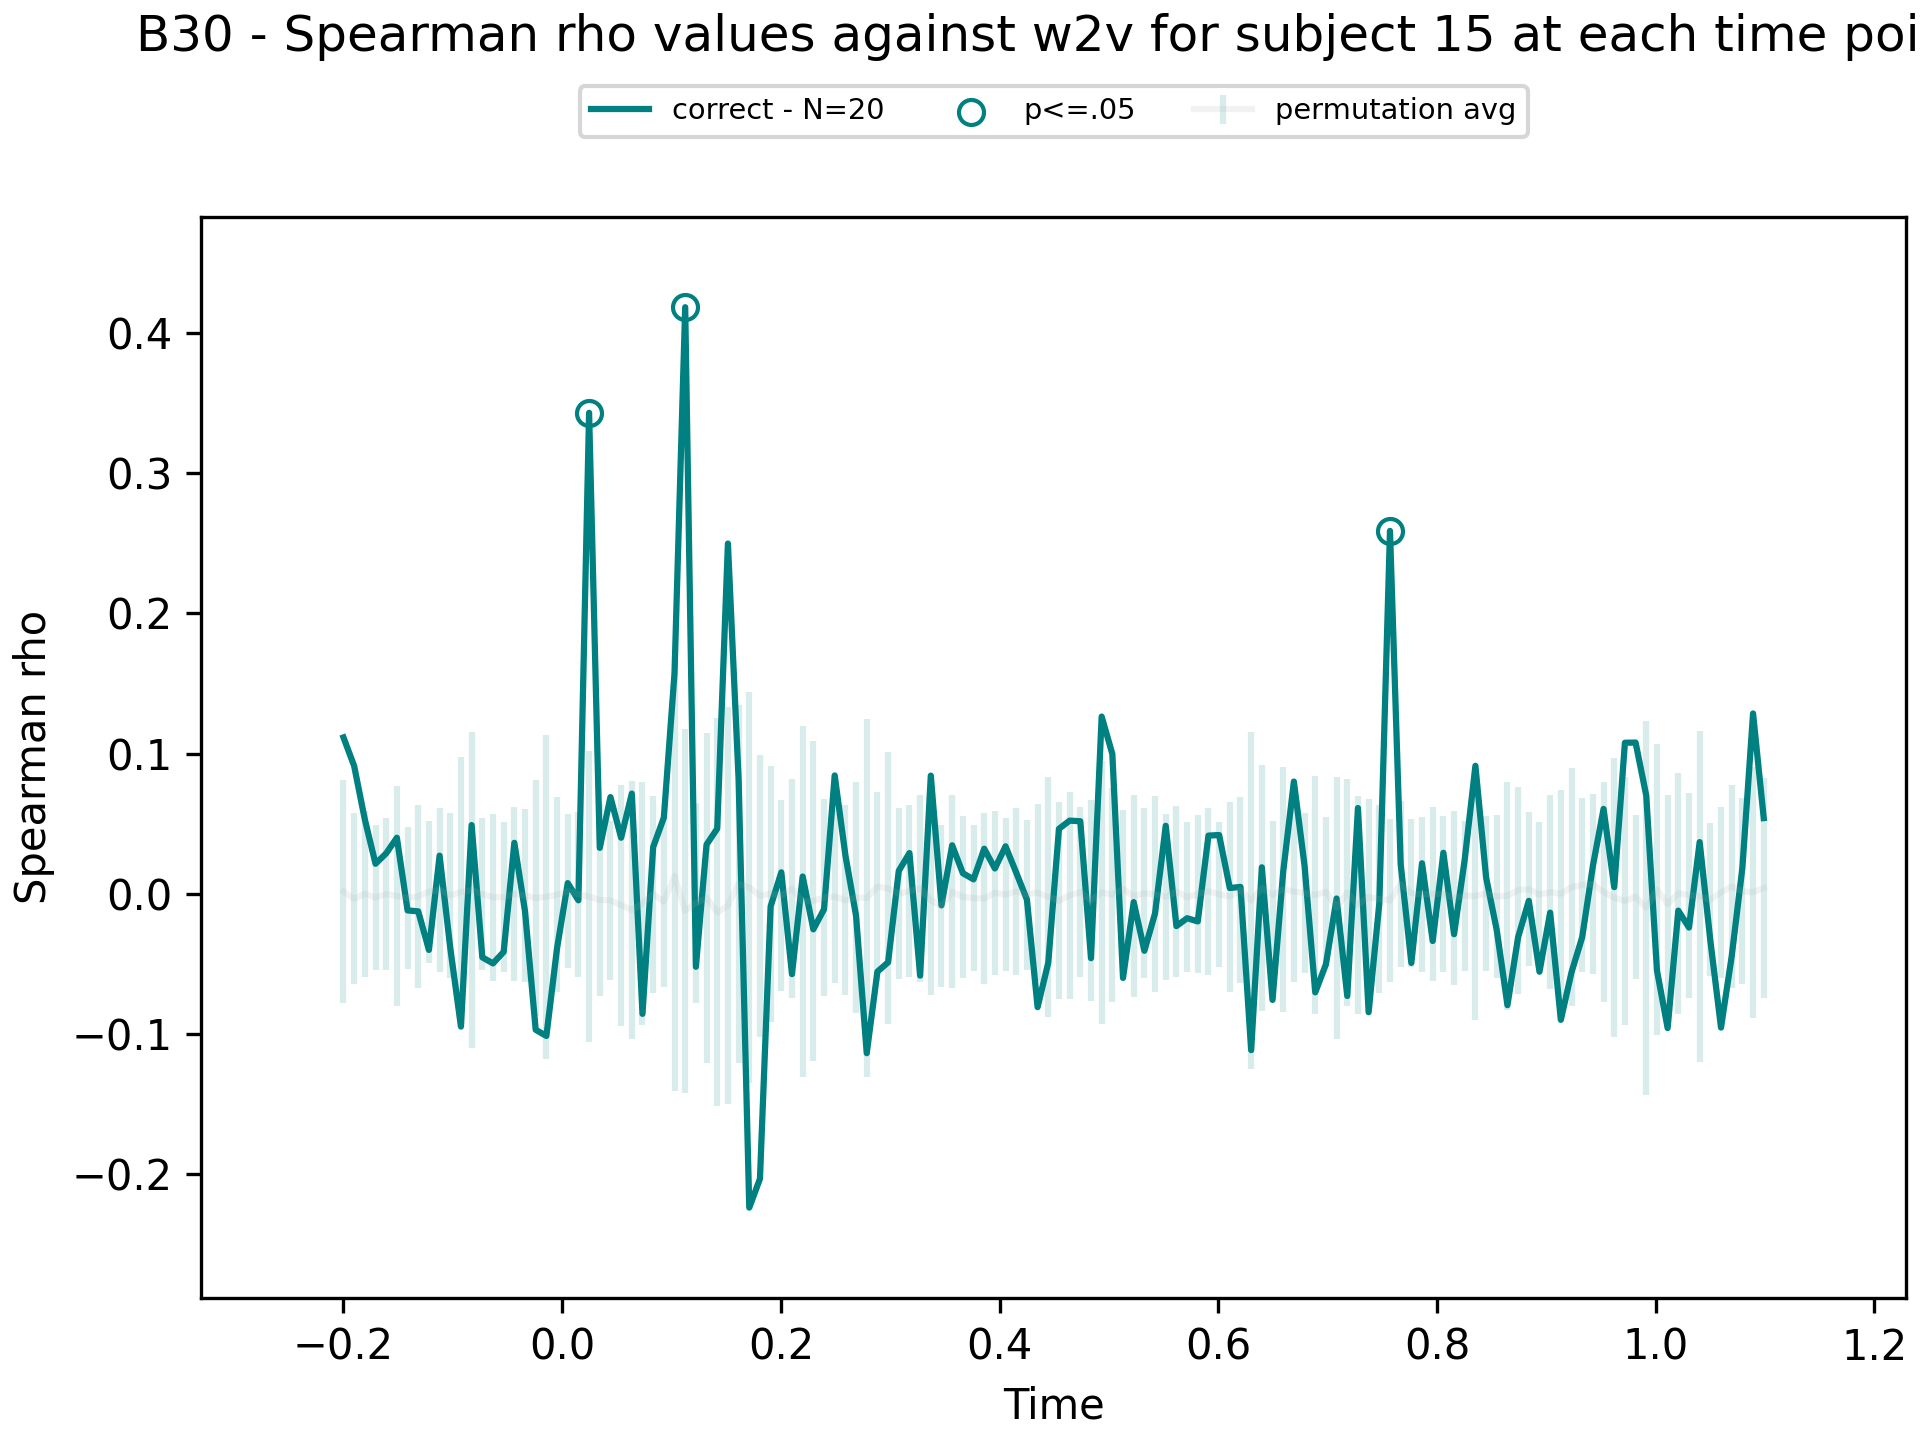 B30 - Spearman rho values against w2v for subject 15 at each time poi
correct - N=20 p<=.05 permutation avg
Spearman rho
0.4
0.3
0.2
0.1
0.0
−0.1
−0.2
−0.2 0.0 0.2 0.4 0.6 0.8 1.0 1.2
Time